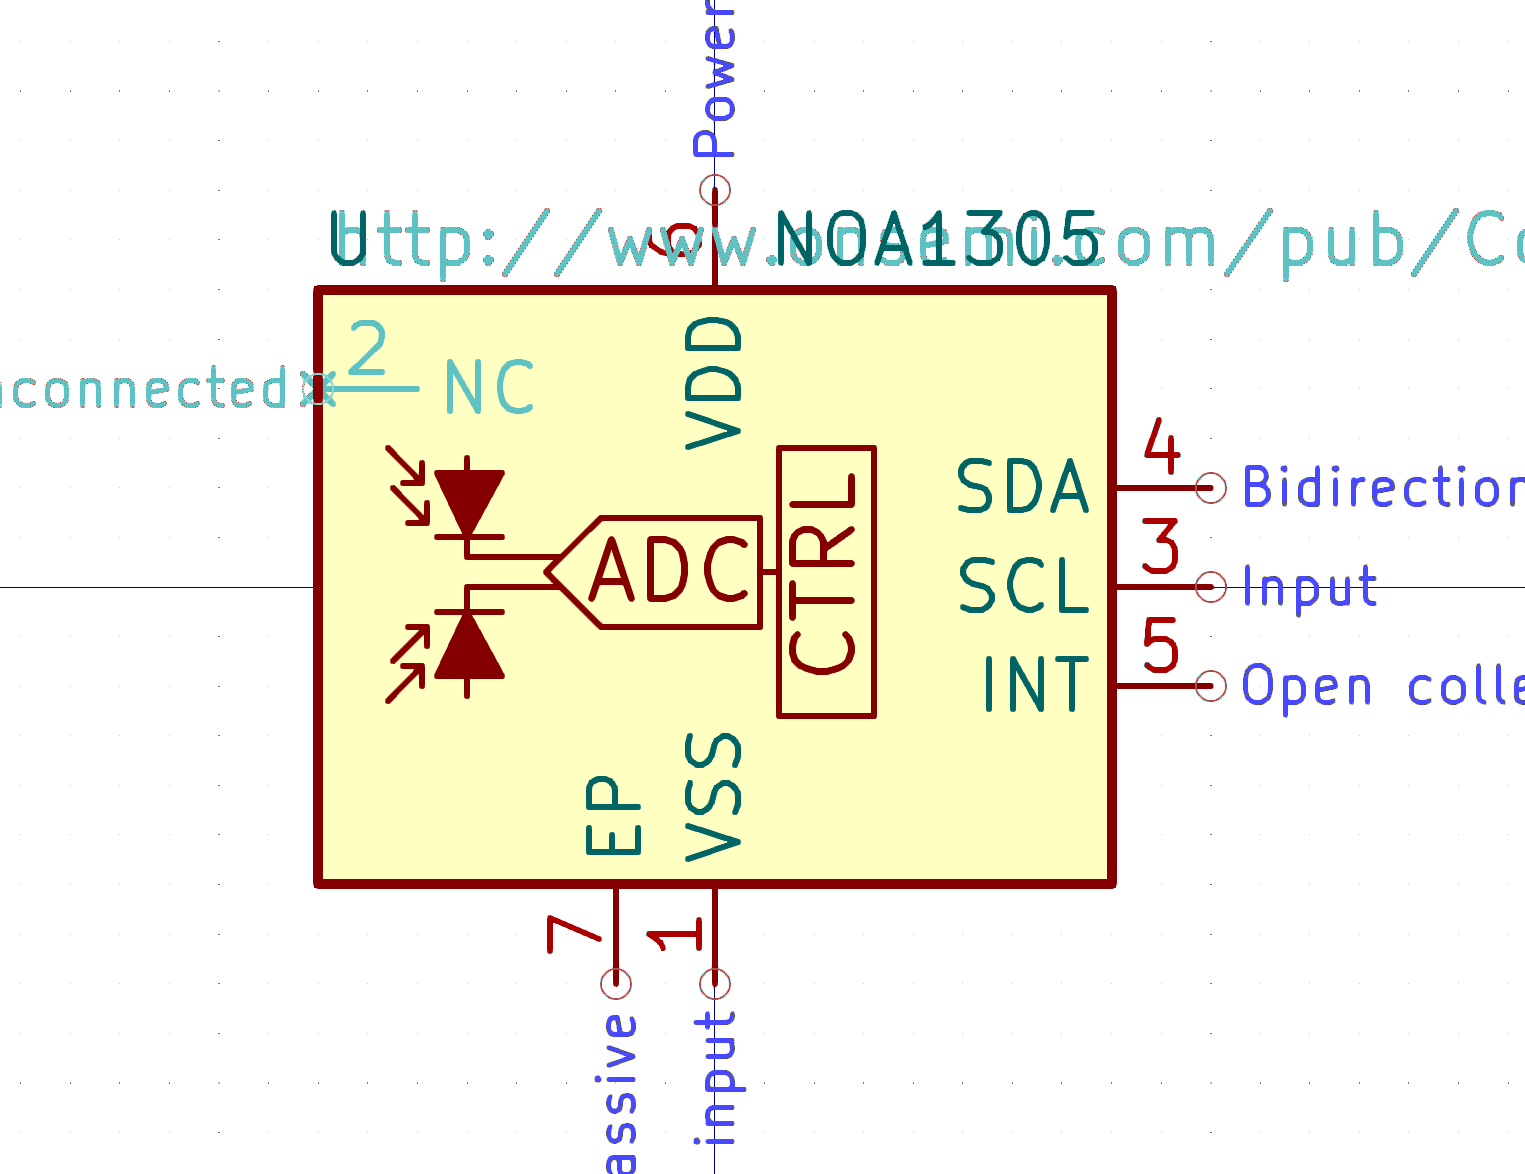 Power
U
http://www.onsemi.com/pub/Co
NOA1305
6
VDD
2
NC
nconnected
SDA
4
Bidirection
SCL
3
Input
INT
5
Open colle
ADC
CTRL
EP
VSS
7
1
assive
input